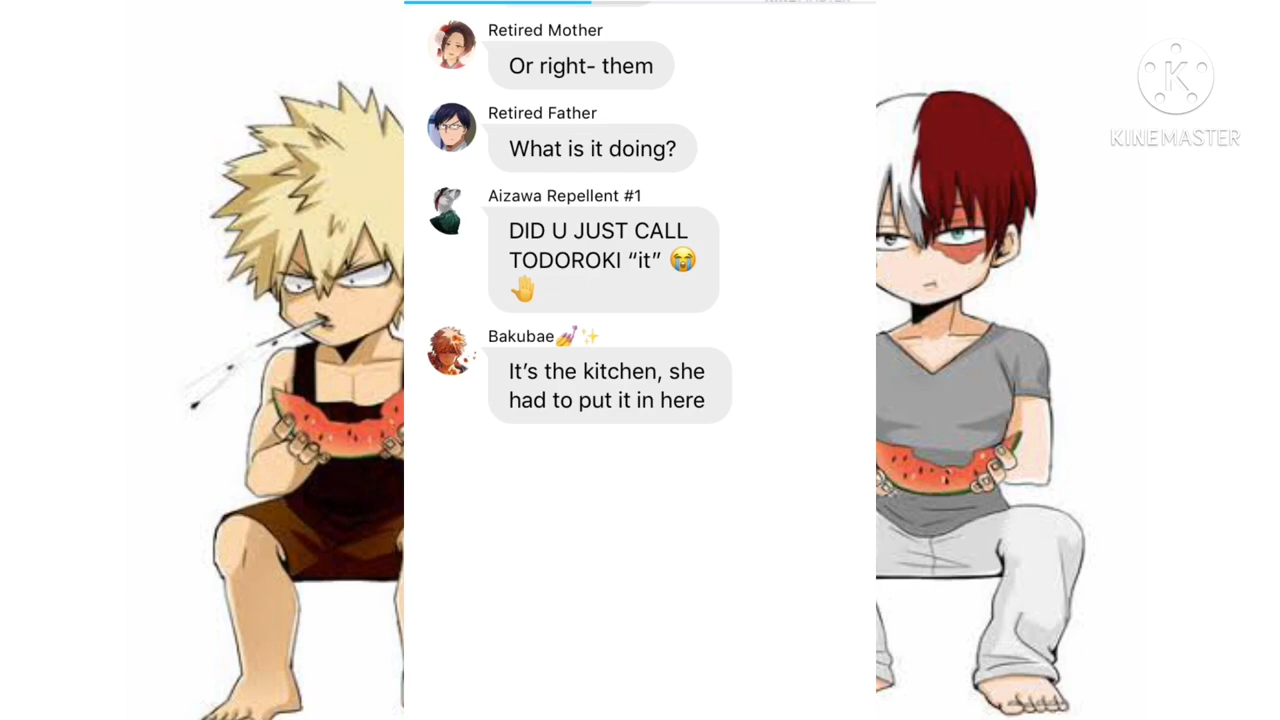 Retired Mother
Or right- them
Retired Father
What is it doing?
Aizawa Repellent #1
DID U JUST CALL
TODOROKI “it” 😭
🤚
Bakubae💅✨
It’s the kitchen, she
had to put it in here
K
KINEMASTER